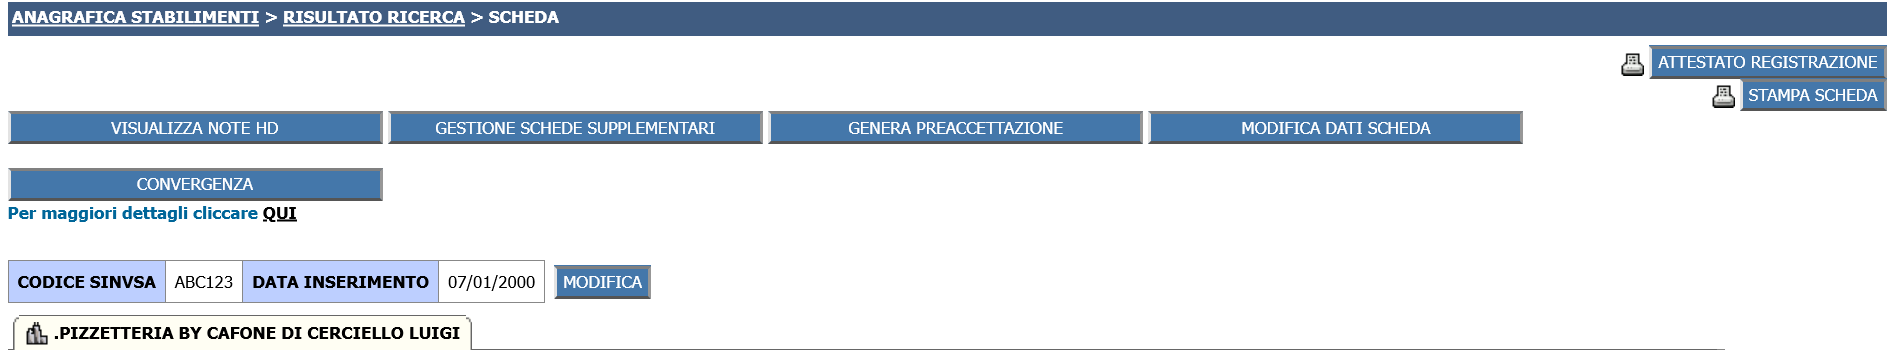 ANAGRAFICA STABILIMENTI > RISULTATO RICERCA > SCHEDA
ATTESTATO REGISTRAZIONE
STAMPA SCHEDA
VISUALIZZA NOTE HD GESTIONE SCHEDE SUPPLEMENTARI GENERA PREACCETTAZIONE MODIFICA DATI SCHEDA
CONVERGENZA
Per maggiori dettagli cliccare QUI
CODICE SINVSA ABC123 DATA INSERIMENTO 07/01/2000 MODIFICA
.PIZZETTERIA BY CAFONE DI CERCIELLO LUIGI